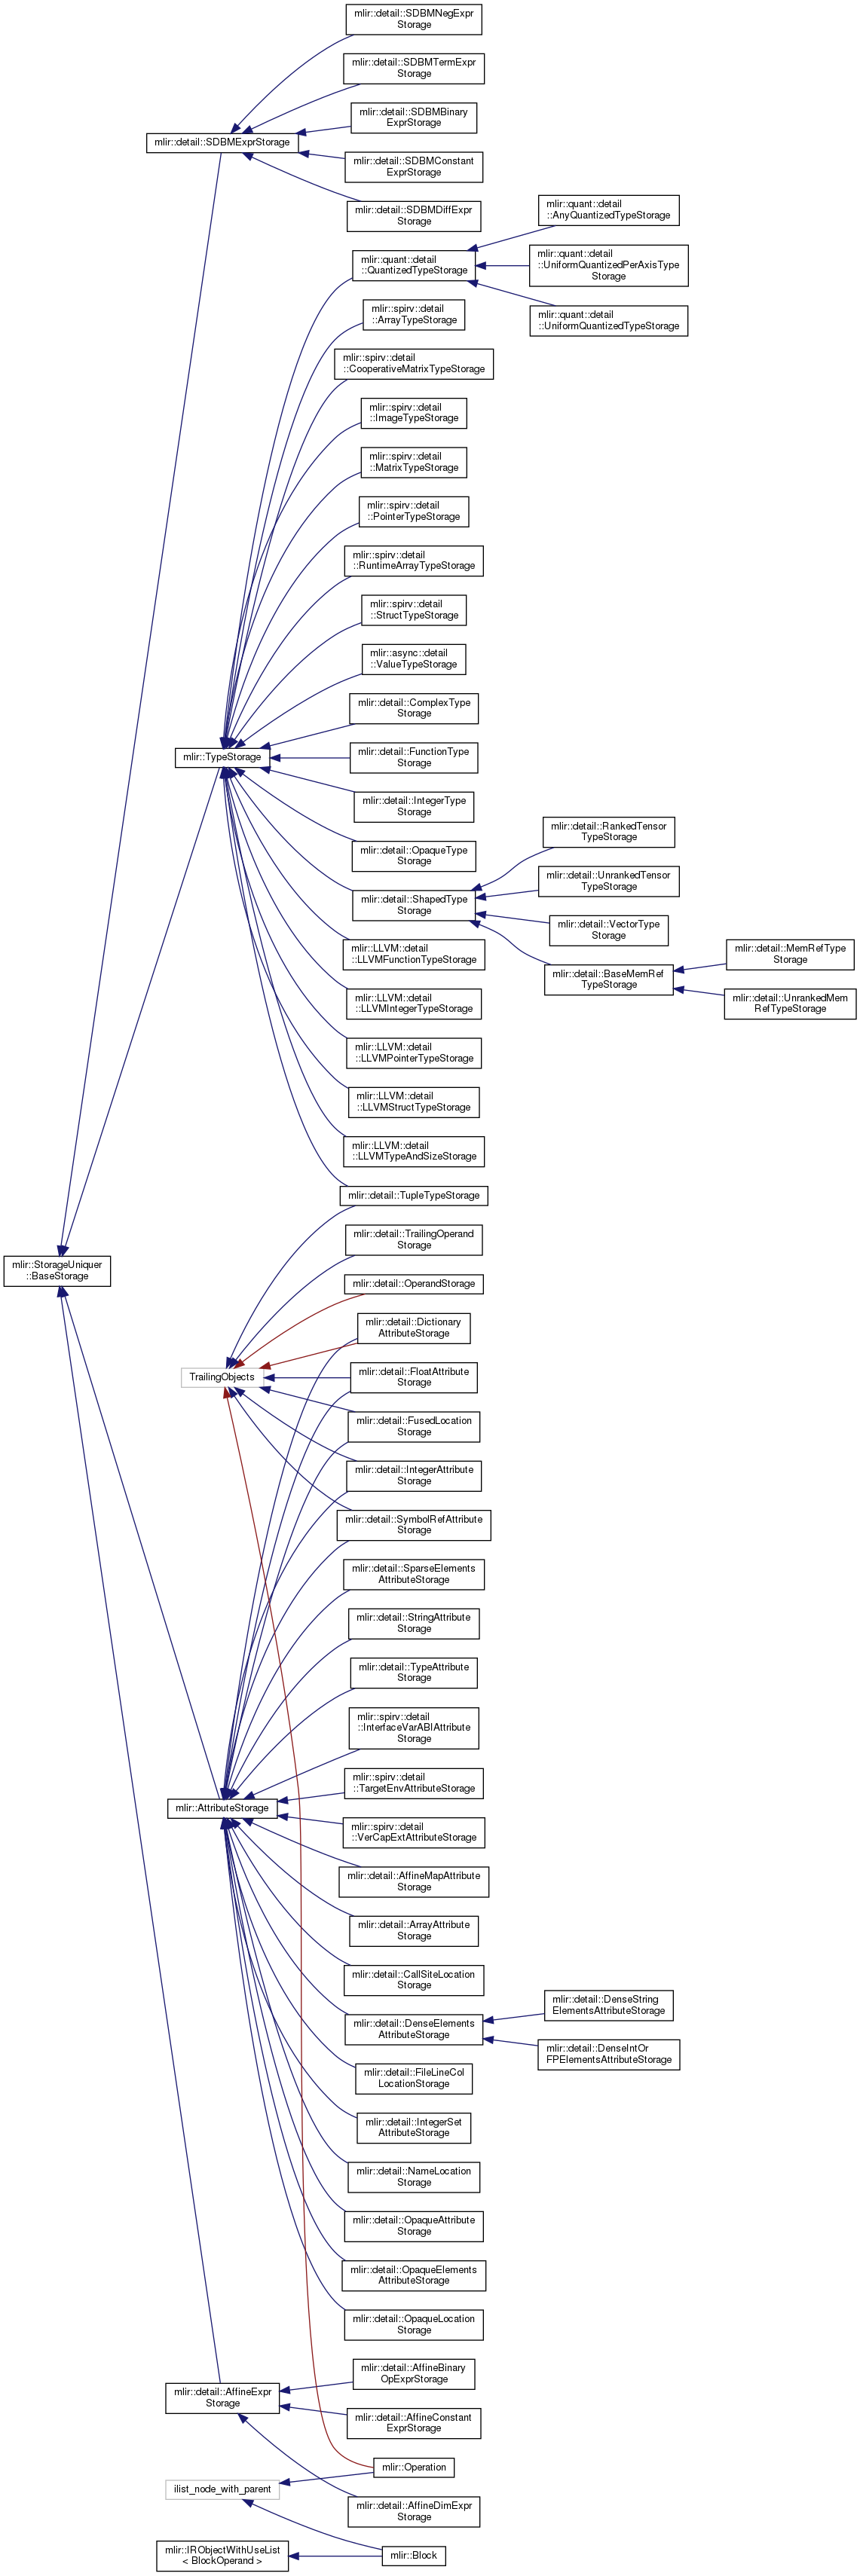 mlir::detail::SDBMNegExpr
Storage
mlir::detail::SDBMTermExpr
Storage
mlir::detail::SDBMBinary
ExprStorage
mlir::detail::SDBMExprStorage
mlir::detail::SDBMConstant
ExprStorage
mlir::detail::SDBMDiffExpr
Storage
mlir::quant::detail
::AnyQuantizedTypeStorage
mlir::quant::detail
::QuantizedTypeStorage
mlir::quant::detail
::UniformQuantizedPerAxisType
Storage
mlir::quant::detail
::UniformQuantizedTypeStorage
mlir::spirv::detail
::ArrayTypeStorage
mlir::spirv::detail
::CooperativeMatrixTypeStorage
mlir::spirv::detail
::ImageTypeStorage
mlir::spirv::detail
::MatrixTypeStorage
mlir::spirv::detail
::PointerTypeStorage
mlir::spirv::detail
::RuntimeArrayTypeStorage
mlir::spirv::detail
::StructTypeStorage
mlir::async::detail
::ValueTypeStorage
mlir::detail::ComplexType
Storage
mlir::TypeStorage
mlir::detail::FunctionType
Storage
mlir::detail::IntegerType
Storage
mlir::detail::OpaqueType
Storage
mlir::detail::RankedTensor
TypeStorage
mlir::detail::UnrankedTensor
TypeStorage
mlir::detail::ShapedType
Storage
mlir::detail::VectorType
Storage
mlir::detail::BaseMemRef
TypeStorage
mlir::detail::MemRefType
Storage
mlir::detail::UnrankedMem
RefTypeStorage
mlir::LLVM::detail
::LLVMFunctionTypeStorage
mlir::LLVM::detail
::LLVMIntegerTypeStorage
mlir::LLVM::detail
::LLVMPointerTypeStorage
mlir::LLVM::detail
::LLVMStructTypeStorage
mlir::LLVM::detail
::LLVMTypeAndSizeStorage
mlir::detail::TupleTypeStorage
mlir::StorageUniquer
::BaseStorage
mlir::detail::TrailingOperand
Storage
mlir::detail::OperandStorage
mlir::detail::Dictionary
AttributeStorage
TrailingObjects
mlir::detail::FloatAttribute
Storage
mlir::detail::FusedLocation
Storage
mlir::detail::IntegerAttribute
Storage
mlir::detail::SymbolRefAttribute
Storage
mlir::detail::SparseElements
AttributeStorage
mlir::detail::StringAttribute
Storage
mlir::detail::TypeAttribute
Storage
mlir::spirv::detail
::InterfaceVarABIAttribute
Storage
mlir::spirv::detail
::TargetEnvAttributeStorage
mlir::AttributeStorage
mlir::spirv::detail
::VerCapExtAttributeStorage
mlir::detail::AffineMapAttribute
Storage
mlir::detail::ArrayAttribute
Storage
mlir::detail::CallSiteLocation
Storage
mlir::detail::DenseElements
AttributeStorage
mlir::detail::DenseString
ElementsAttributeStorage
mlir::detail::DenseIntOr
FPElementsAttributeStorage
mlir::detail::FileLineCol
LocationStorage
mlir::detail::IntegerSet
AttributeStorage
mlir::detail::NameLocation
Storage
mlir::detail::OpaqueAttribute
Storage
mlir::detail::OpaqueElements
AttributeStorage
mlir::detail::OpaqueLocation
Storage
mlir::detail::AffineBinary
OpExprStorage
mlir::detail::AffineExpr
Storage
mlir::detail::AffineConstant
ExprStorage
mlir::Operation
ilist_node_with_parent
mlir::detail::AffineDimExpr
Storage
mlir::IRObjectWithUseList
< BlockOperand >
mlir::Block